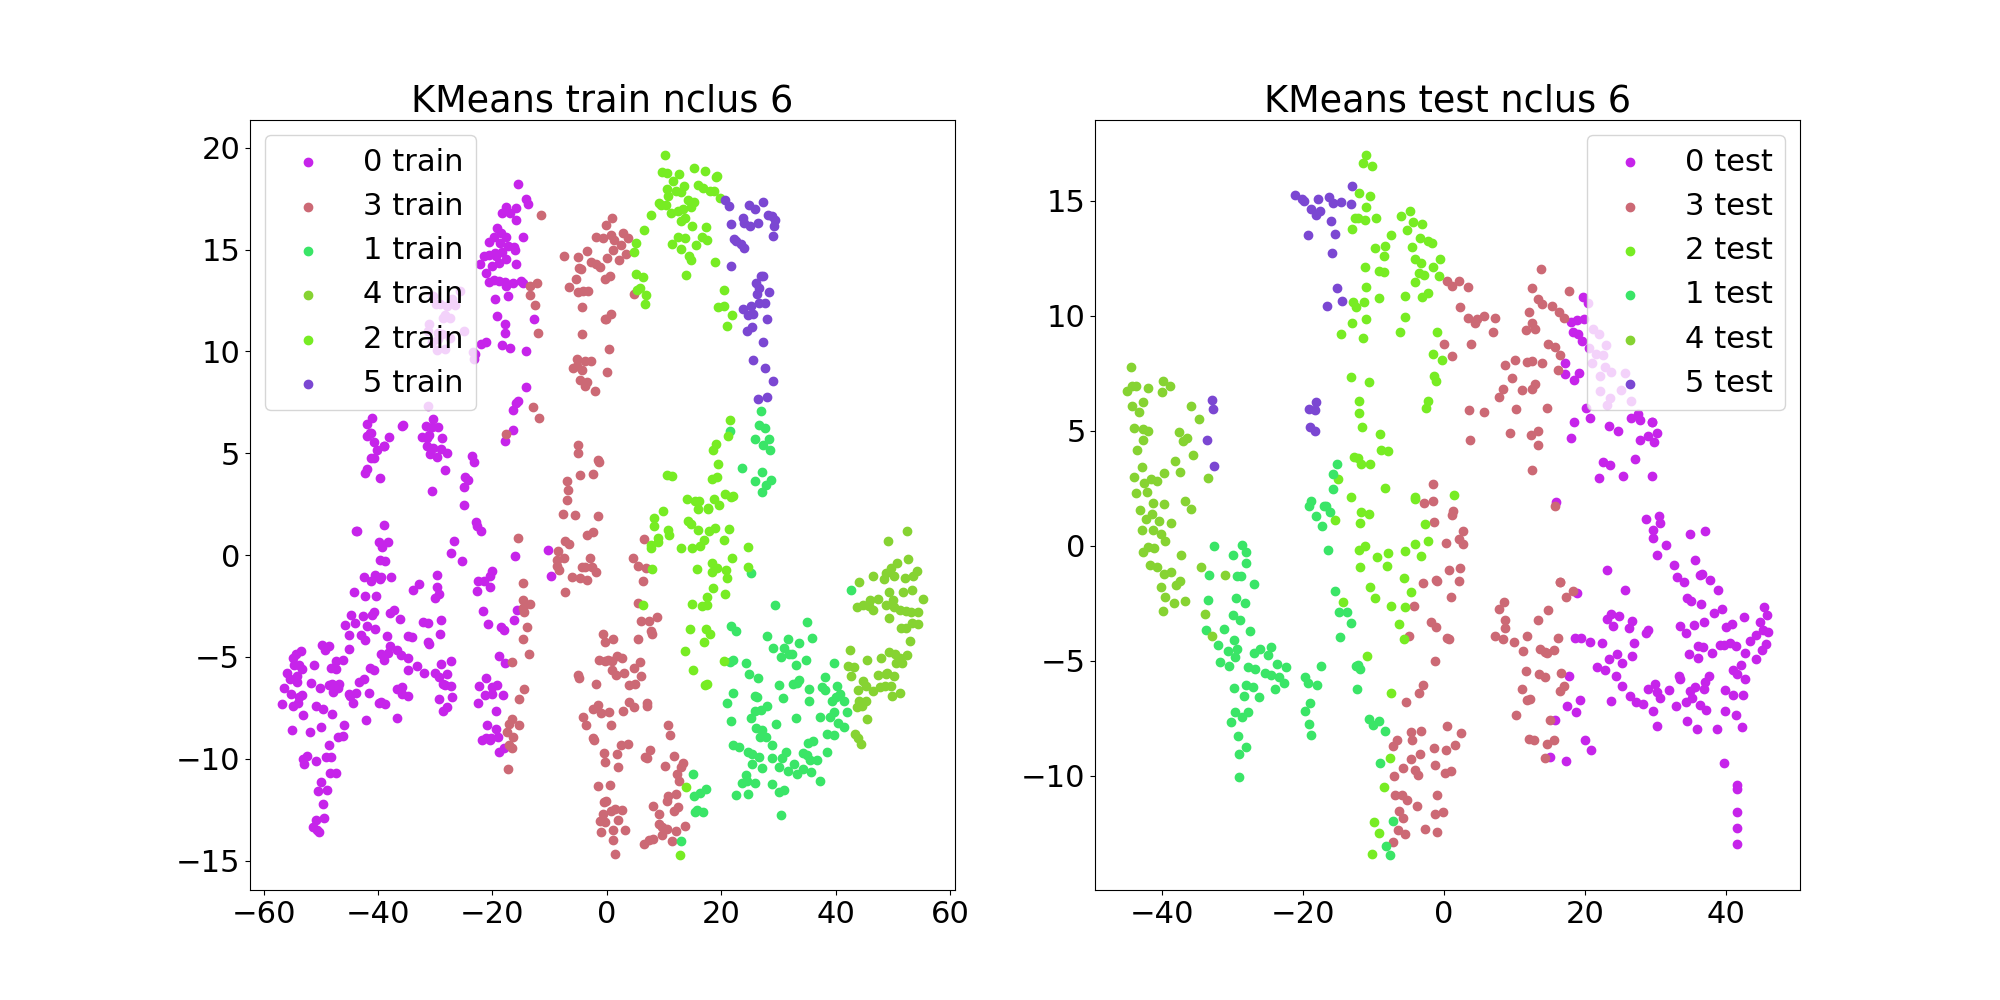 KMeans train nclus 6
20
15
10
5
0
−5
−10
−15
−60 −40 −20 0 20 40 60
0 train
3 train
1 train
4 train
2 train
5 train
KMeans test nclus 6
15
10
5
0
−5
−10
−40 −20 0 20 40
0 test
3 test
2 test
1 test
4 test
5 test